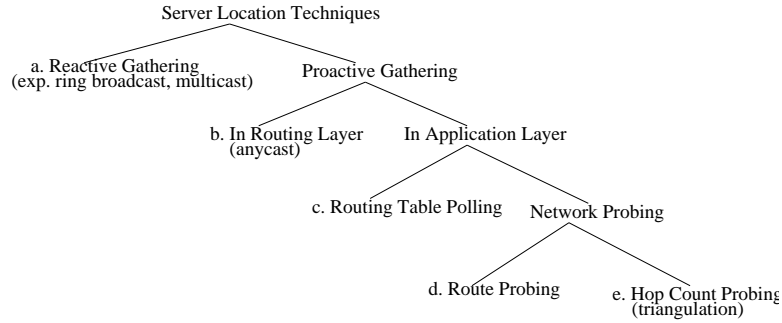 Server Location Techniques
a. Reactive Gathering
(exp. ring broadcast, multicast)
Proactive Gathering
b. In Routing Layer
(anycast)
In Application Layer
c. Routing Table Polling
Network Probing
d. Route Probing
e. Hop Count Probing
(triangulation)